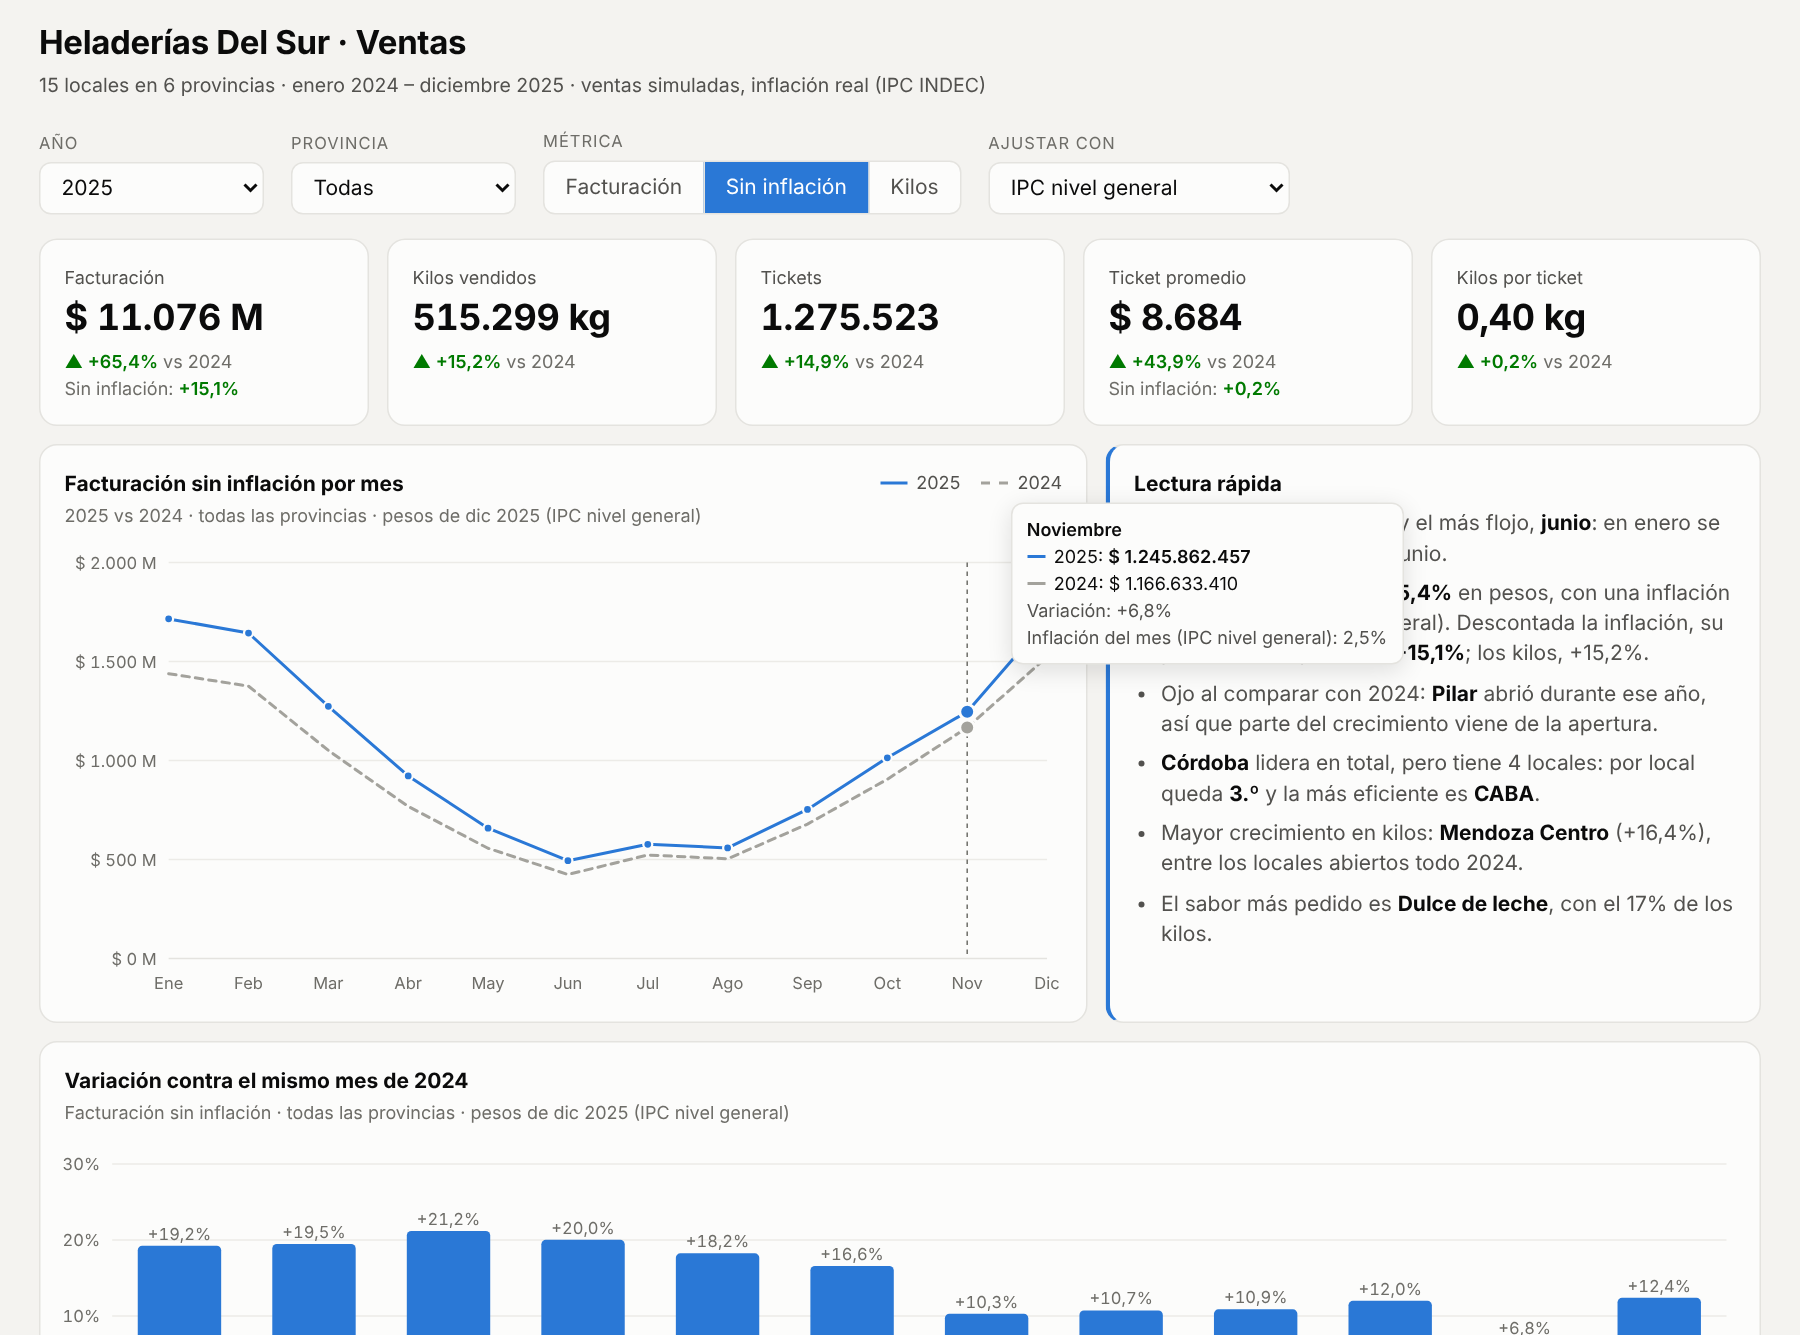 Heladerías Del Sur · Ventas
15 locales en 6 provincias · enero 2024 – diciembre 2025 · ventas simuladas, inflación real (IPC INDEC)
AÑO
PROVINCIA
MÉTRICA
AJUSTAR CON
2025
Todas
Facturación
Sin inflación
Kilos
IPC nivel general
Facturación
$ 11.076 M
▲ +65,4% vs 2024
Sin inflación: +15,1%
Kilos vendidos
515.299 kg
▲ +15,2% vs 2024
Tickets
1.275.523
▲ +14,9% vs 2024
Ticket promedio
$ 8.684
▲ +43,9% vs 2024
Sin inflación: +0,2%
Kilos por ticket
0,40 kg
▲ +0,2% vs 2024
Facturación sin inflación por mes
2025
2024
2025 vs 2024 · todas las provincias · pesos de dic 2025 (IPC nivel general)
$ 2.000 M
$ 1.500 M
$ 1.000 M
$ 500 M
$ 0 M
Ene
Feb
Mar
Abr
May
Jun
Jul
Ago
Sep
Oct
Nov
Dic
Noviembre
2025: $ 1.245.862.457
2024: $ 1.166.633.410
Variación: +6,8%
Inflación del mes (IPC nivel general): 2,5%
Lectura rápida
y el más flojo, junio: en enero se
en pesos, con una inflación
Descontada la inflación, su
15,1%; los kilos, +15,2%.
• Ojo al comparar con 2024: Pilar abrió durante ese año,
así que parte del crecimiento viene de la apertura.
• Córdoba lidera en total, pero tiene 4 locales: por local
queda 3.º y la más eficiente es CABA.
• Mayor crecimiento en kilos: Mendoza Centro (+16,4%),
entre los locales abiertos todo 2024.
• El sabor más pedido es Dulce de leche, con el 17% de los
kilos.
Variación contra el mismo mes de 2024
Facturación sin inflación · todas las provincias · pesos de dic 2025 (IPC nivel general)
30%
20%
10%
+19,2%
+19,5%
+21,2%
+20,0%
+18,2%
+16,6%
+10,3%
+10,7%
+10,9%
+12,0%
+6,8%
+12,4%